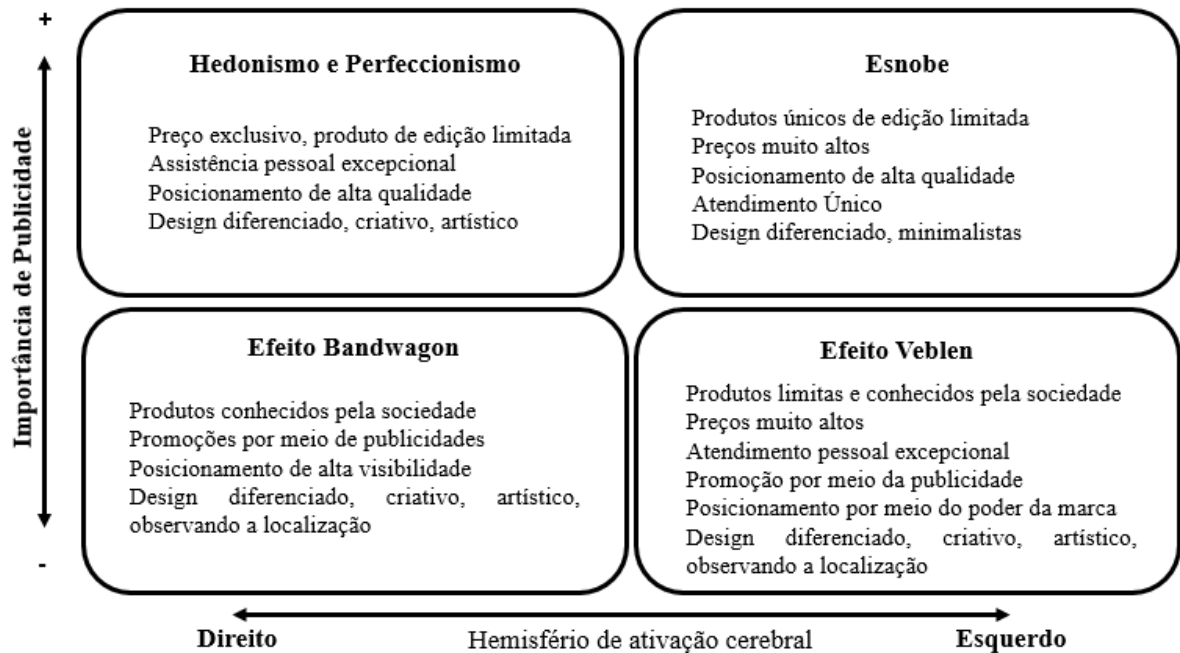 +
Importância de Publicidade
-
Hedonismo e Perfeccionismo
Preço exclusivo, produto de edição limitada
Assistência pessoal excepcional
Posicionamento de alta qualidade
Design diferenciado, criativo, artístico
Esnobe
Produtos únicos de edição limitada
Preços muito altos
Posicionamento de alta qualidade
Atendimento Único
Design diferenciado, minimalistas
Efeito Bandwagon
Produtos conhecidos pela sociedade
Promoções por meio de publicidades
Posicionamento de alta visibilidade
Design diferenciado, criativo, artístico,
observando a localização
Efeito Veblen
Produtos limitas e conhecidos pela sociedade
Preços muito altos
Atendimento pessoal excepcional
Promoção por meio da publicidade
Posicionamento por meio do poder da marca
Design diferenciado, criativo, artístico,
observando a localização
Direito
Hemisfério de ativação cerebral
Esquerdo